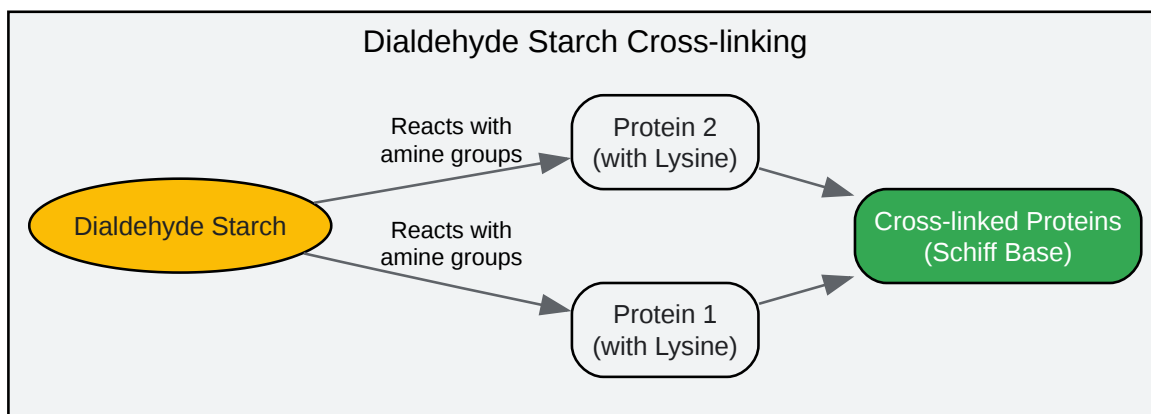 Dialdehyde Starch Cross-linking
Reacts with
amine groups
Protein 2
(with Lysine)
Dialdehyde Starch
Cross-linked Proteins
(Schiff Base)
Reacts with
amine groups
Protein 1
(with Lysine)